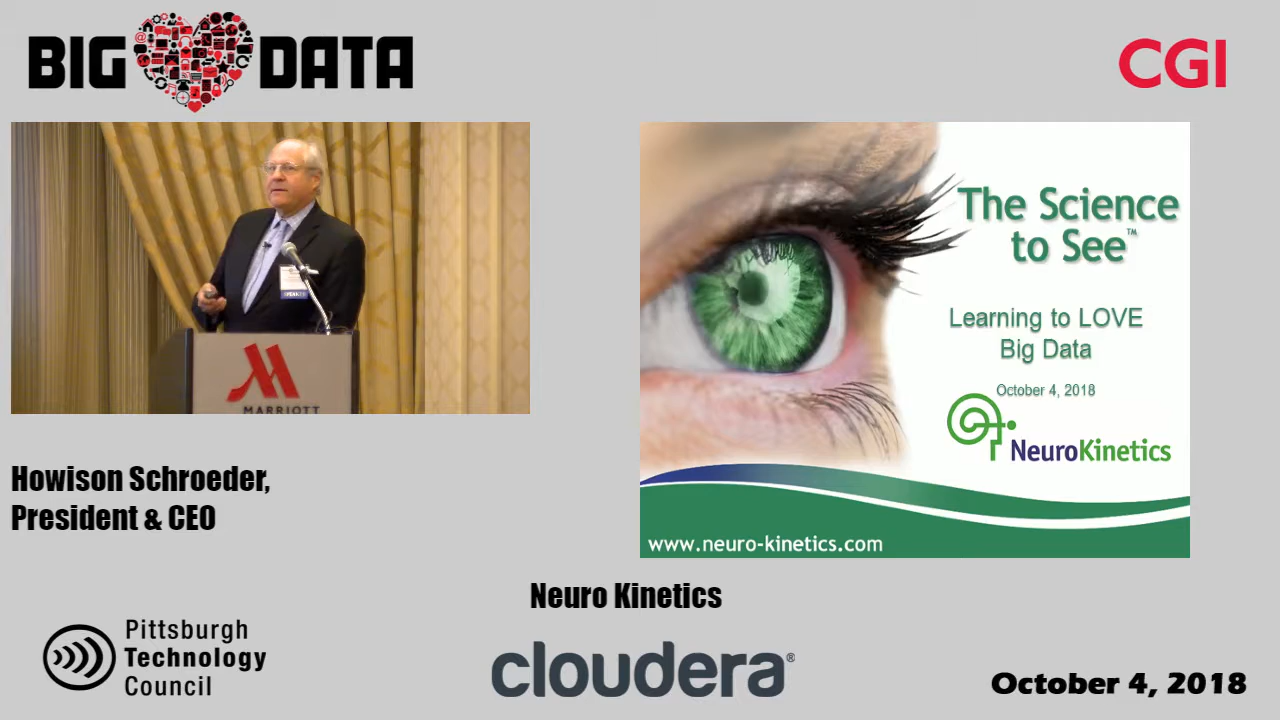 BIG DATA
CGI
MARRIOTT
SPEAKER
The Science
to See™
Learning to LOVE
Big Data
October 4, 2018
NeuroKinetics
www.neuro-kinetics.com
Howison Schroeder,
President & CEO
Neuro Kinetics
Pittsburgh
Technology
Council
cloudera®
October 4, 2018